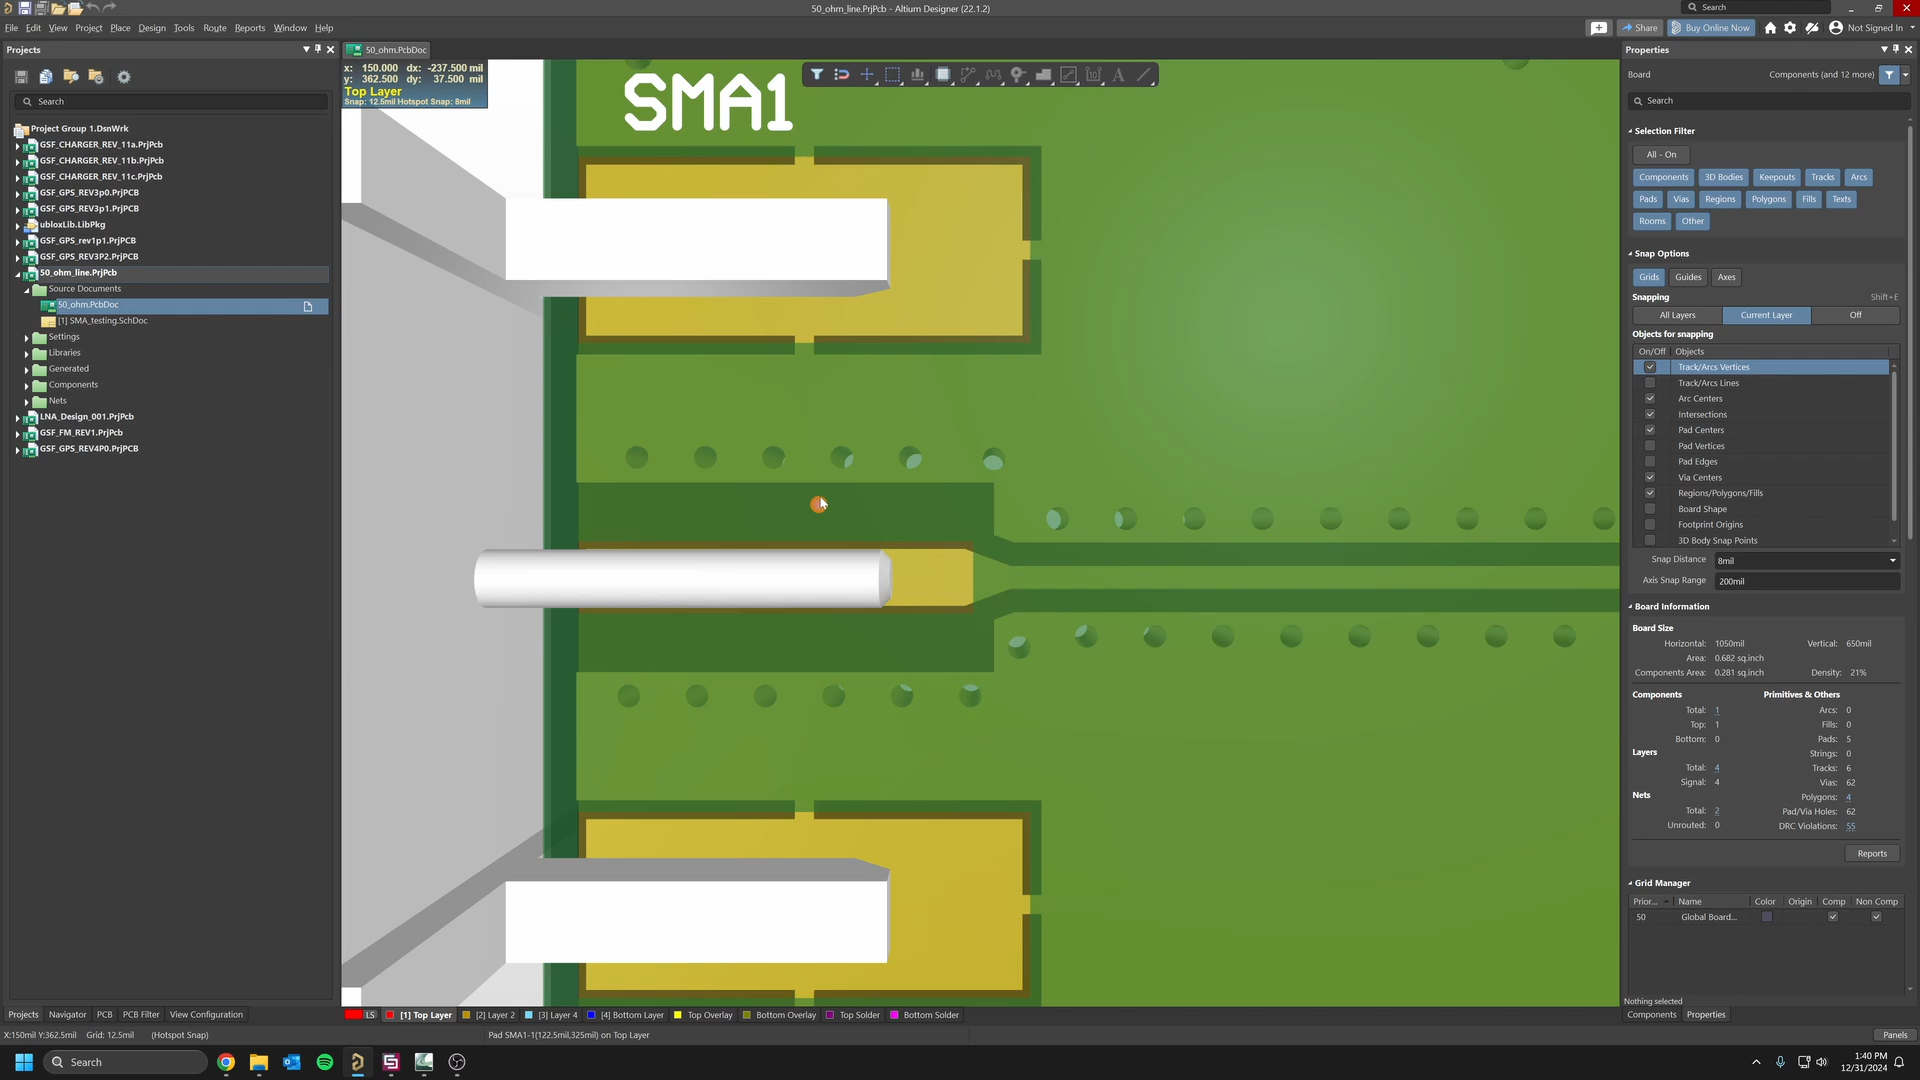 50_ohm_line.PrjPcb - Altium Designer (22.1.2)
Search
File Edit View Project Place Design Tools Route Reports Window Help
Share Buy Online Now Not Signed In
Projects
Search
Project Group 1.DsnWrk
GSF_CHARGER_REV_11a.PrjPcb
GSF_CHARGER_REV_11b.PrjPcb
GSF_CHARGER_REV_11c.PrjPcb
GSF_GPS_REV3p0.PrjPCB
GSF_GPS_REV3p1.PrjPCB
ubloxLib.LibPkg
GSF_GPS_rev1p1.PrjPCB
GSF_GPS_REV3P2.PrjPCB
50_ohm_line.PrjPcb
Source Documents
50_ohm.PcbDoc
[1] SMA_testing.SchDoc
Settings
Libraries
Generated
Components
Nets
LNA_Design_001.PrjPcb
GSF_FM_REV1.PrjPCb
GSF_GPS_REV4P0.PrjPCB
Projects Navigator PCB PCB Filter View Configuration
50_ohm.PcbDoc
x: 150.000 dx: -237.500 mil
y: 362.500 dy: 37.500 mil
Top Layer
Snap: 12.5mil Hotspot Snap: 8mil
SMA1
LS [1] Top Layer [2] Layer 2 [3] Layer 4 [4] Bottom Layer Top Overlay Bottom Overlay Top Solder Bottom Solder
Properties
Board Components (and 12 more)
Search
Selection Filter
All - On
Components 3D Bodies Keepouts Tracks Arcs
Pads Vias Regions Polygons Fills Texts
Rooms Other
Snap Options
Grids Guides Axes
Snapping Shift+E
All Layers Current Layer Off
Objects for snapping
On/Off Objects
Track/Arcs Vertices
Track/Arcs Lines
Arc Centers
Intersections
Pad Centers
Pad Vertices
Pad Edges
Via Centers
Regions/Polygons/Fills
Board Shape
Footprint Origins
3D Body Snap Points
Snap Distance 8mil
Axis Snap Range 200mil
Board Information
Board Size
Horizontal: 1050mil Vertical: 650mil
Area: 0.682 sq.inch
Components Area: 0.281 sq.inch Density: 21%
Components Primitives & Others
Total: 1 Arcs: 0
Top: 1 Fills: 0
Bottom: 0 Pads: 5
Layers Strings: 0
Total: 4 Tracks: 6
Signal: 4 Vias: 62
Nets Polygons: 4
Total: 2 Pad/Via Holes: 62
Unrouted: 0 DRC Violations: 55
Reports
Grid Manager
Prior... Name Color Origin Comp Non Comp
50 Global Board...
Nothing selected
Components Properties
X:150mil Y:362.5mil Grid: 12.5mil (Hotspot Snap) Pad SMA1-1(122.5mil,325mil) on Top Layer Panels
Search
1:40 PM
12/31/2024